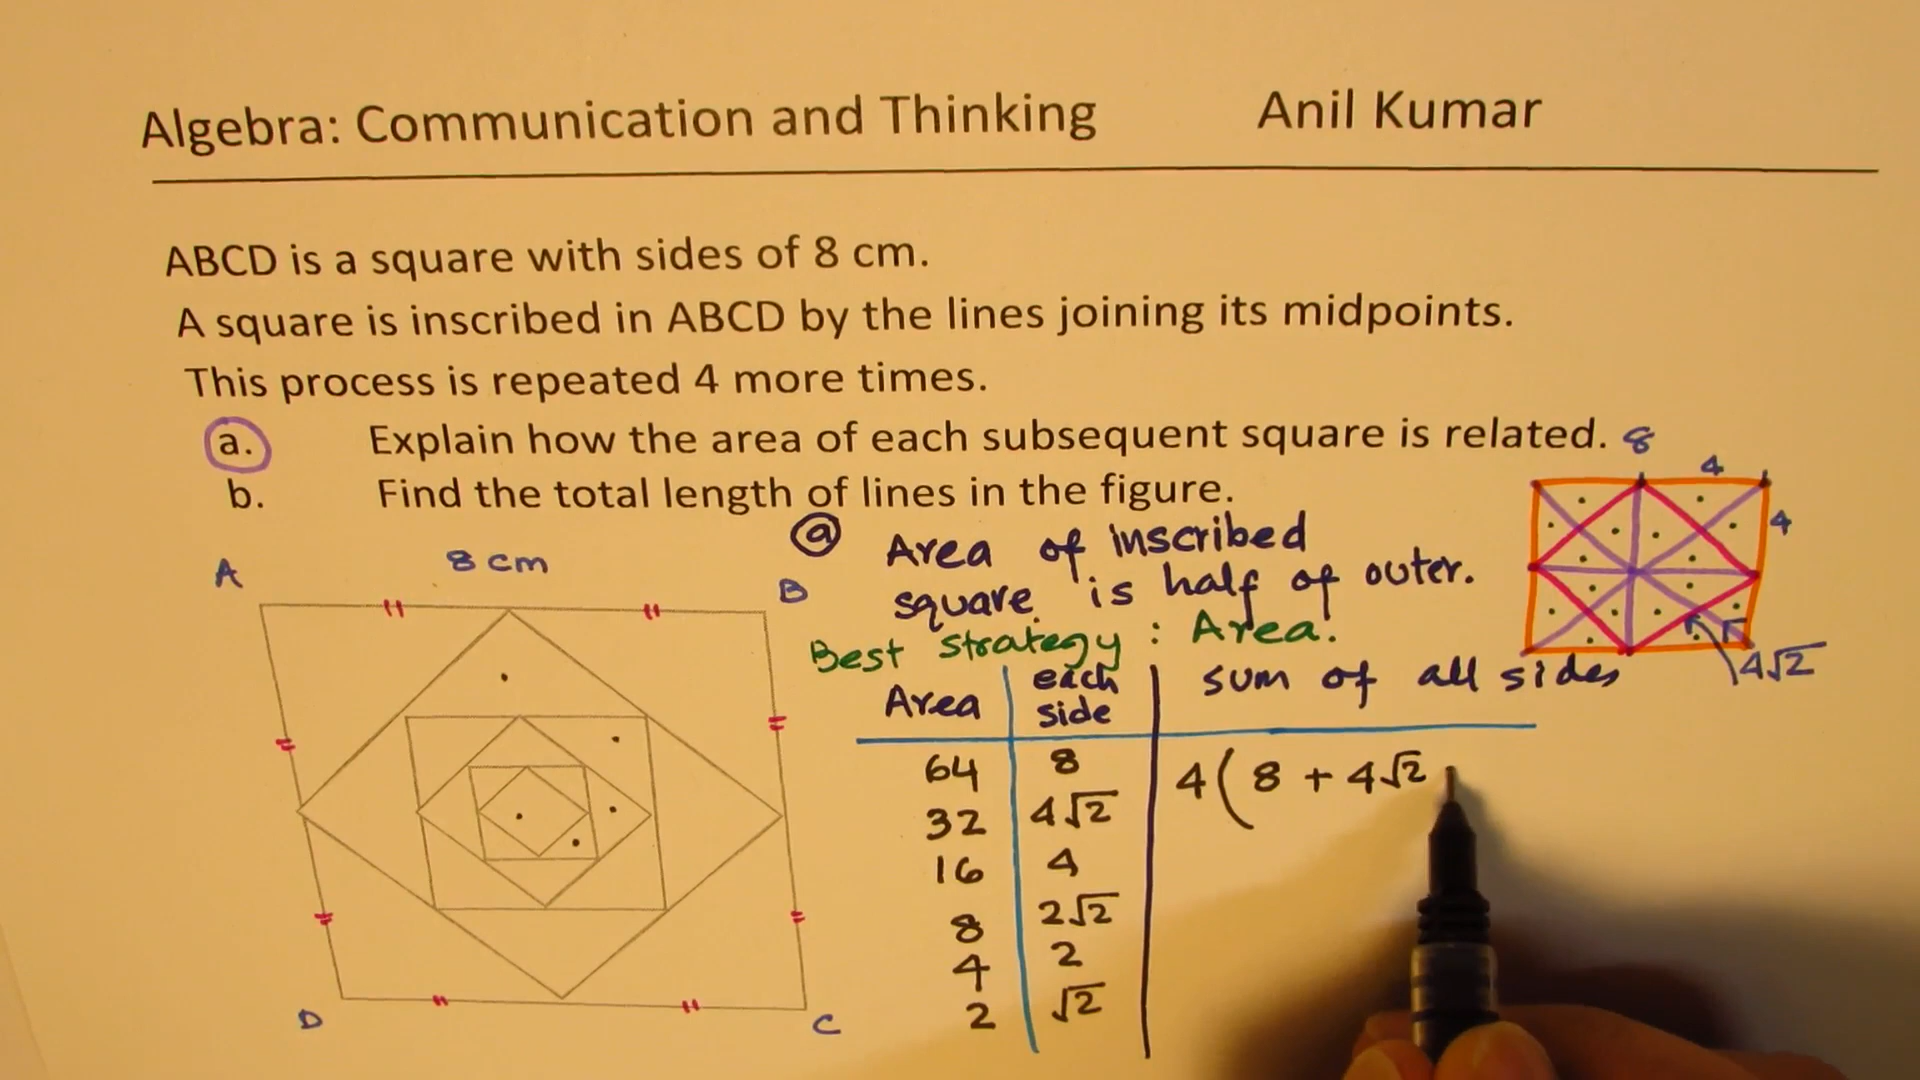 Algebra: Communication and Thinking Anil Kumar
ABCD is a square with sides of 8 cm.
A square is inscribed in ABCD by the lines joining its midpoints.
This process is repeated 4 more times.
a. Explain how the area of each subsequent square is related.
b. Find the total length of lines in the figure.
8
4
4
4√2
A 8 cm B
D C
ⓐ Area of inscribed
square is half of outer.
Best strategy : Area.
Area each side sum of all sides
64 8 4(8 + 4√2
32 4√2
16 4
8 2√2
4 2
2 √2